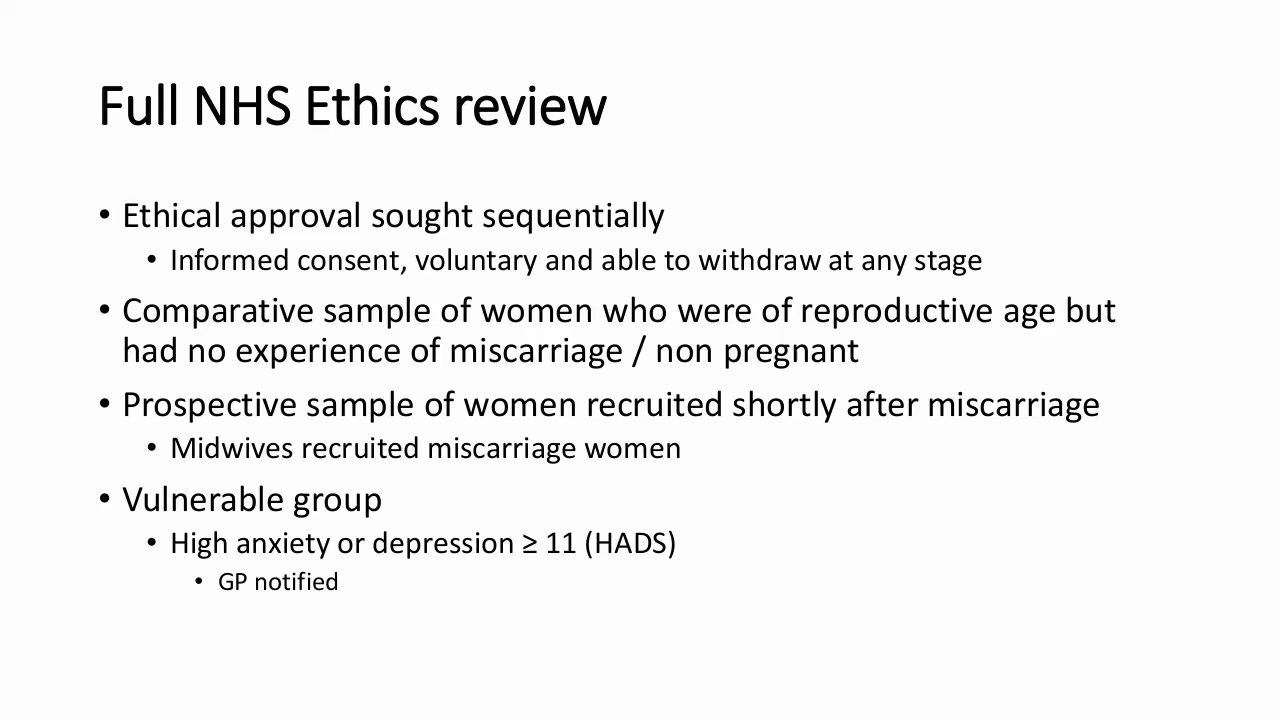 Full NHS Ethics review
• Ethical approval sought sequentially
• Informed consent, voluntary and able to withdraw at any stage
• Comparative sample of women who were of reproductive age but
had no experience of miscarriage / non pregnant
• Prospective sample of women recruited shortly after miscarriage
• Midwives recruited miscarriage women
• Vulnerable group
• High anxiety or depression ≥ 11 (HADS)
• GP notified